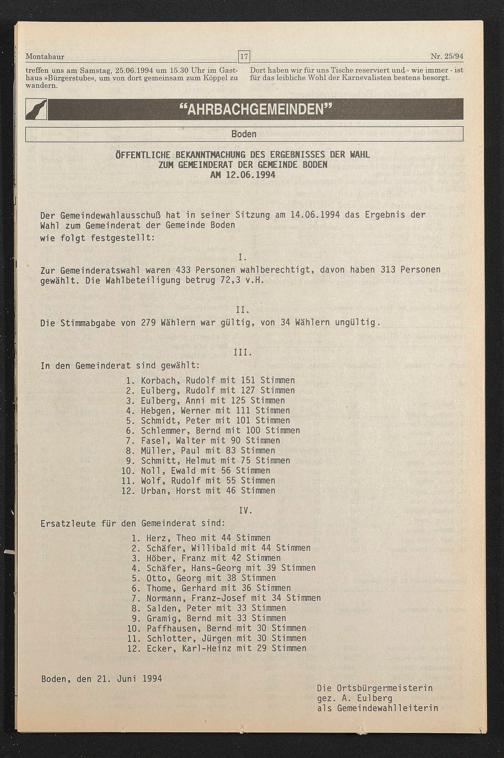 Montabaur
17
Nr. 25/94
treffen uns am Samstag, 25.06.1994 um 15.30 Uhr im Gast-
haus »Bürgerstube«, um von dort gemeinsam zum Köppel zu
wandern.
Dort haben wir für uns Tische reserviert und - wie immer - ist
für das leibliche Wohl der Karnevalisten bestens besorgt.
"AHRBACHGEMEINDEN"
Boden
ÖFFENTLICHE BEKANNTMACHUNG DES ERGEBNISSES DER WAHL
ZUM GEMEINDERAT DER GEMEINDE BODEN
AM 12.06.1994
Der Gemeindewahlausschuß hat in seiner Sitzung am 14.06.1994 das Ergebnis der
Wahl zum Gemeinderat der Gemeinde Boden
wie folgt festgestellt:
I.
Zur Gemeinderatswahl waren 433 Personen wahlberechtigt, davon haben 313 Personen
gewählt. Die Wahlbeteiligung betrug 72,3 v.H.
II.
Die Stimmabgabe von 279 Wählern war gültig, von 34 Wählern ungültig.
III.
In den Gemeinderat sind gewählt:
1. Korbach, Rudolf mit 151 Stimmen
2. Eulberg, Rudolf mit 127 Stimmen
3. Eulberg, Anni mit 125 Stimmen
4. Hebgen, Werner mit 111 Stimmen
5. Schmidt, Peter mit 101 Stimmen
6. Schlemmer, Bernd mit 100 Stimmen
7. Fasel, Walter mit 90 Stimmen
8. Müller, Paul mit 83 Stimmen
9. Schmitt, Helmut mit 75 Stimmen
10. Noll, Ewald mit 56 Stimmen
11. Wolf, Rudolf mit 55 Stimmen
12. Urban, Horst mit 46 Stimmen
IV.
Ersatzleute für den Gemeinderat sind:
1. Herz, Theo mit 44 Stimmen
2. Schäfer, Willibald mit 44 Stimmen
3. Höber, Franz mit 42 Stimmen
4. Schäfer, Hans-Georg mit 39 Stimmen
5. Otto, Georg mit 38 Stimmen
6. Thome, Gerhard mit 36 Stimmen
7. Normann, Franz-Josef mit 34 Stimmen
8. Salden, Peter mit 33 Stimmen
9. Gramig, Bernd mit 33 Stimmen
10. Paffhausen, Bernd mit 30 Stimmen
11. Schlotter, Jürgen mit 30 Stimmen
12. Ecker, Karl-Heinz mit 29 Stimmen
Boden, den 21. Juni 1994
Die Ortsbürgermeisterin
gez. A. Eulberg
als Gemeindewahlleiterin